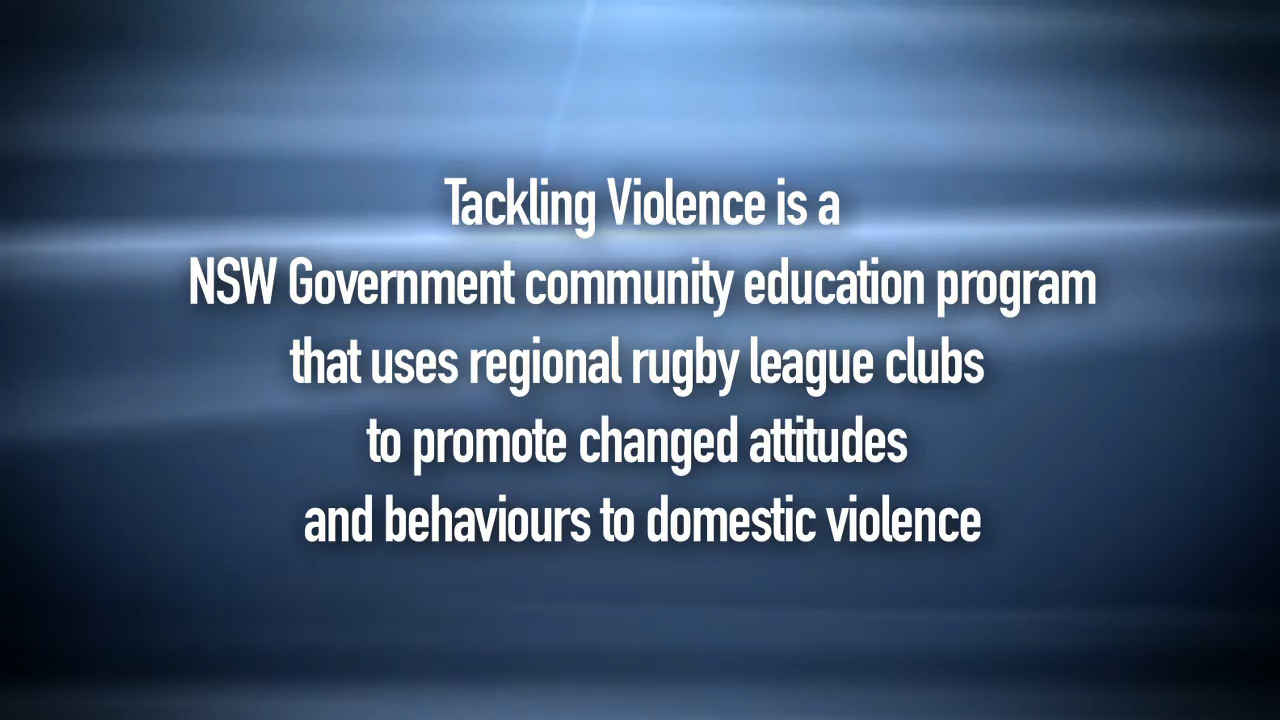 Tackling Violence is a
NSW Government community education program
that uses regional rugby league clubs
to promote changed attitudes
and behaviours to domestic violence